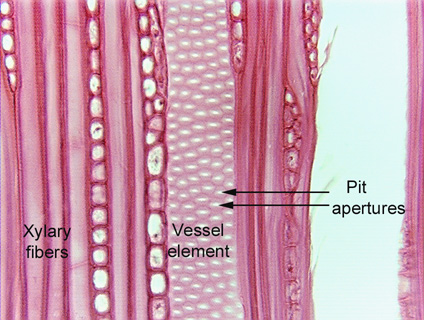 Pit
apertures
Xylary
fibers
Vessel
element